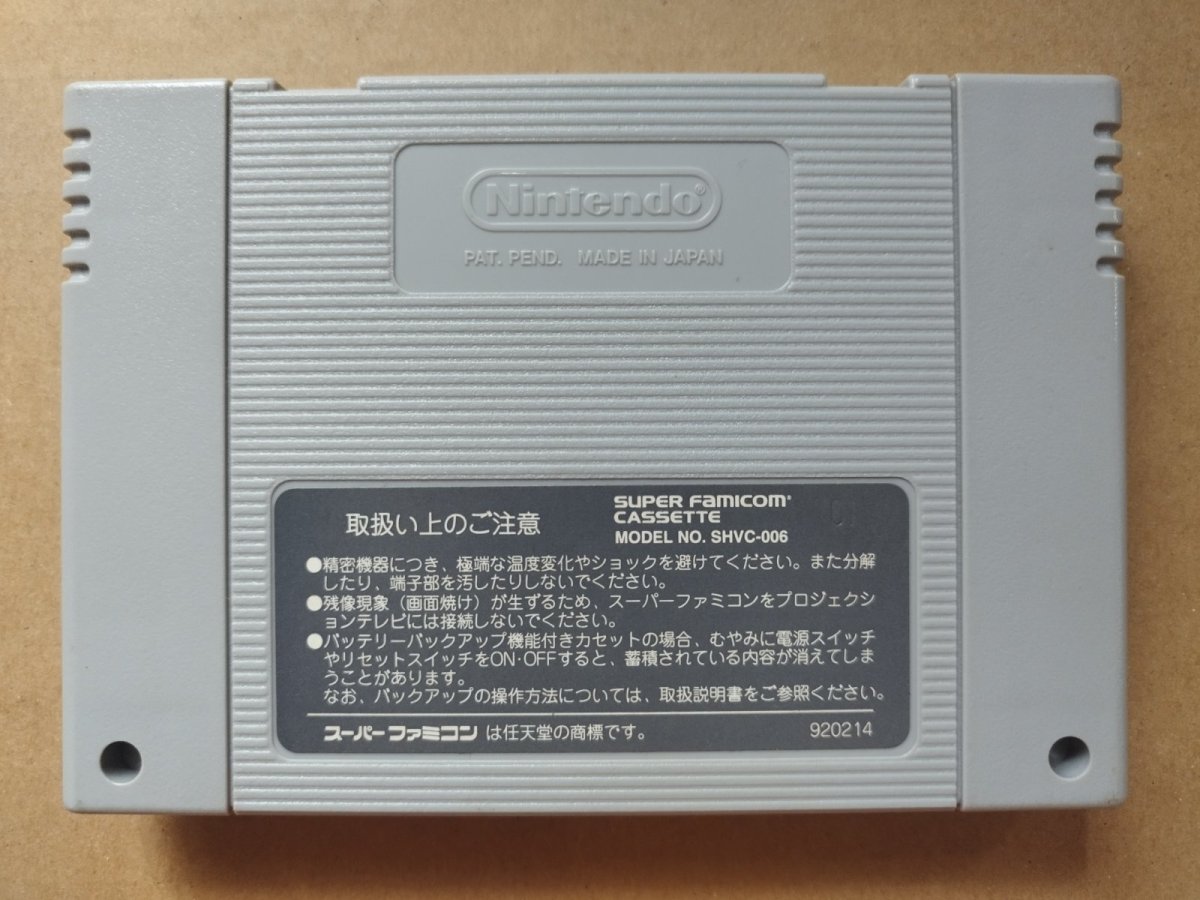 Nintendo®
PAT. PEND. MADE IN JAPAN
取扱い上のご注意
SUPER FAMICOM
CASSETTE
MODEL NO. SHVC-006
●精密機器につき、極端な温度変化やショックを避けてください。また分解
したり、端子部を汚したりしないでください。
●残像現象（画面焼け）が生ずるため、スーパーファミコンをプロジェクシ
ョンテレビには接続しないでください。
●バッテリーバックアップ機能付きカセットの場合、むやみに電源スイッチ
やリセットスイッチをON·OFFすると、蓄積されている内容が消えてしま
うことがあります。
なお、バックアップの操作方法については、取扱説明書をご参照ください。
スーパーファミコン は任天堂の商標です。 920214